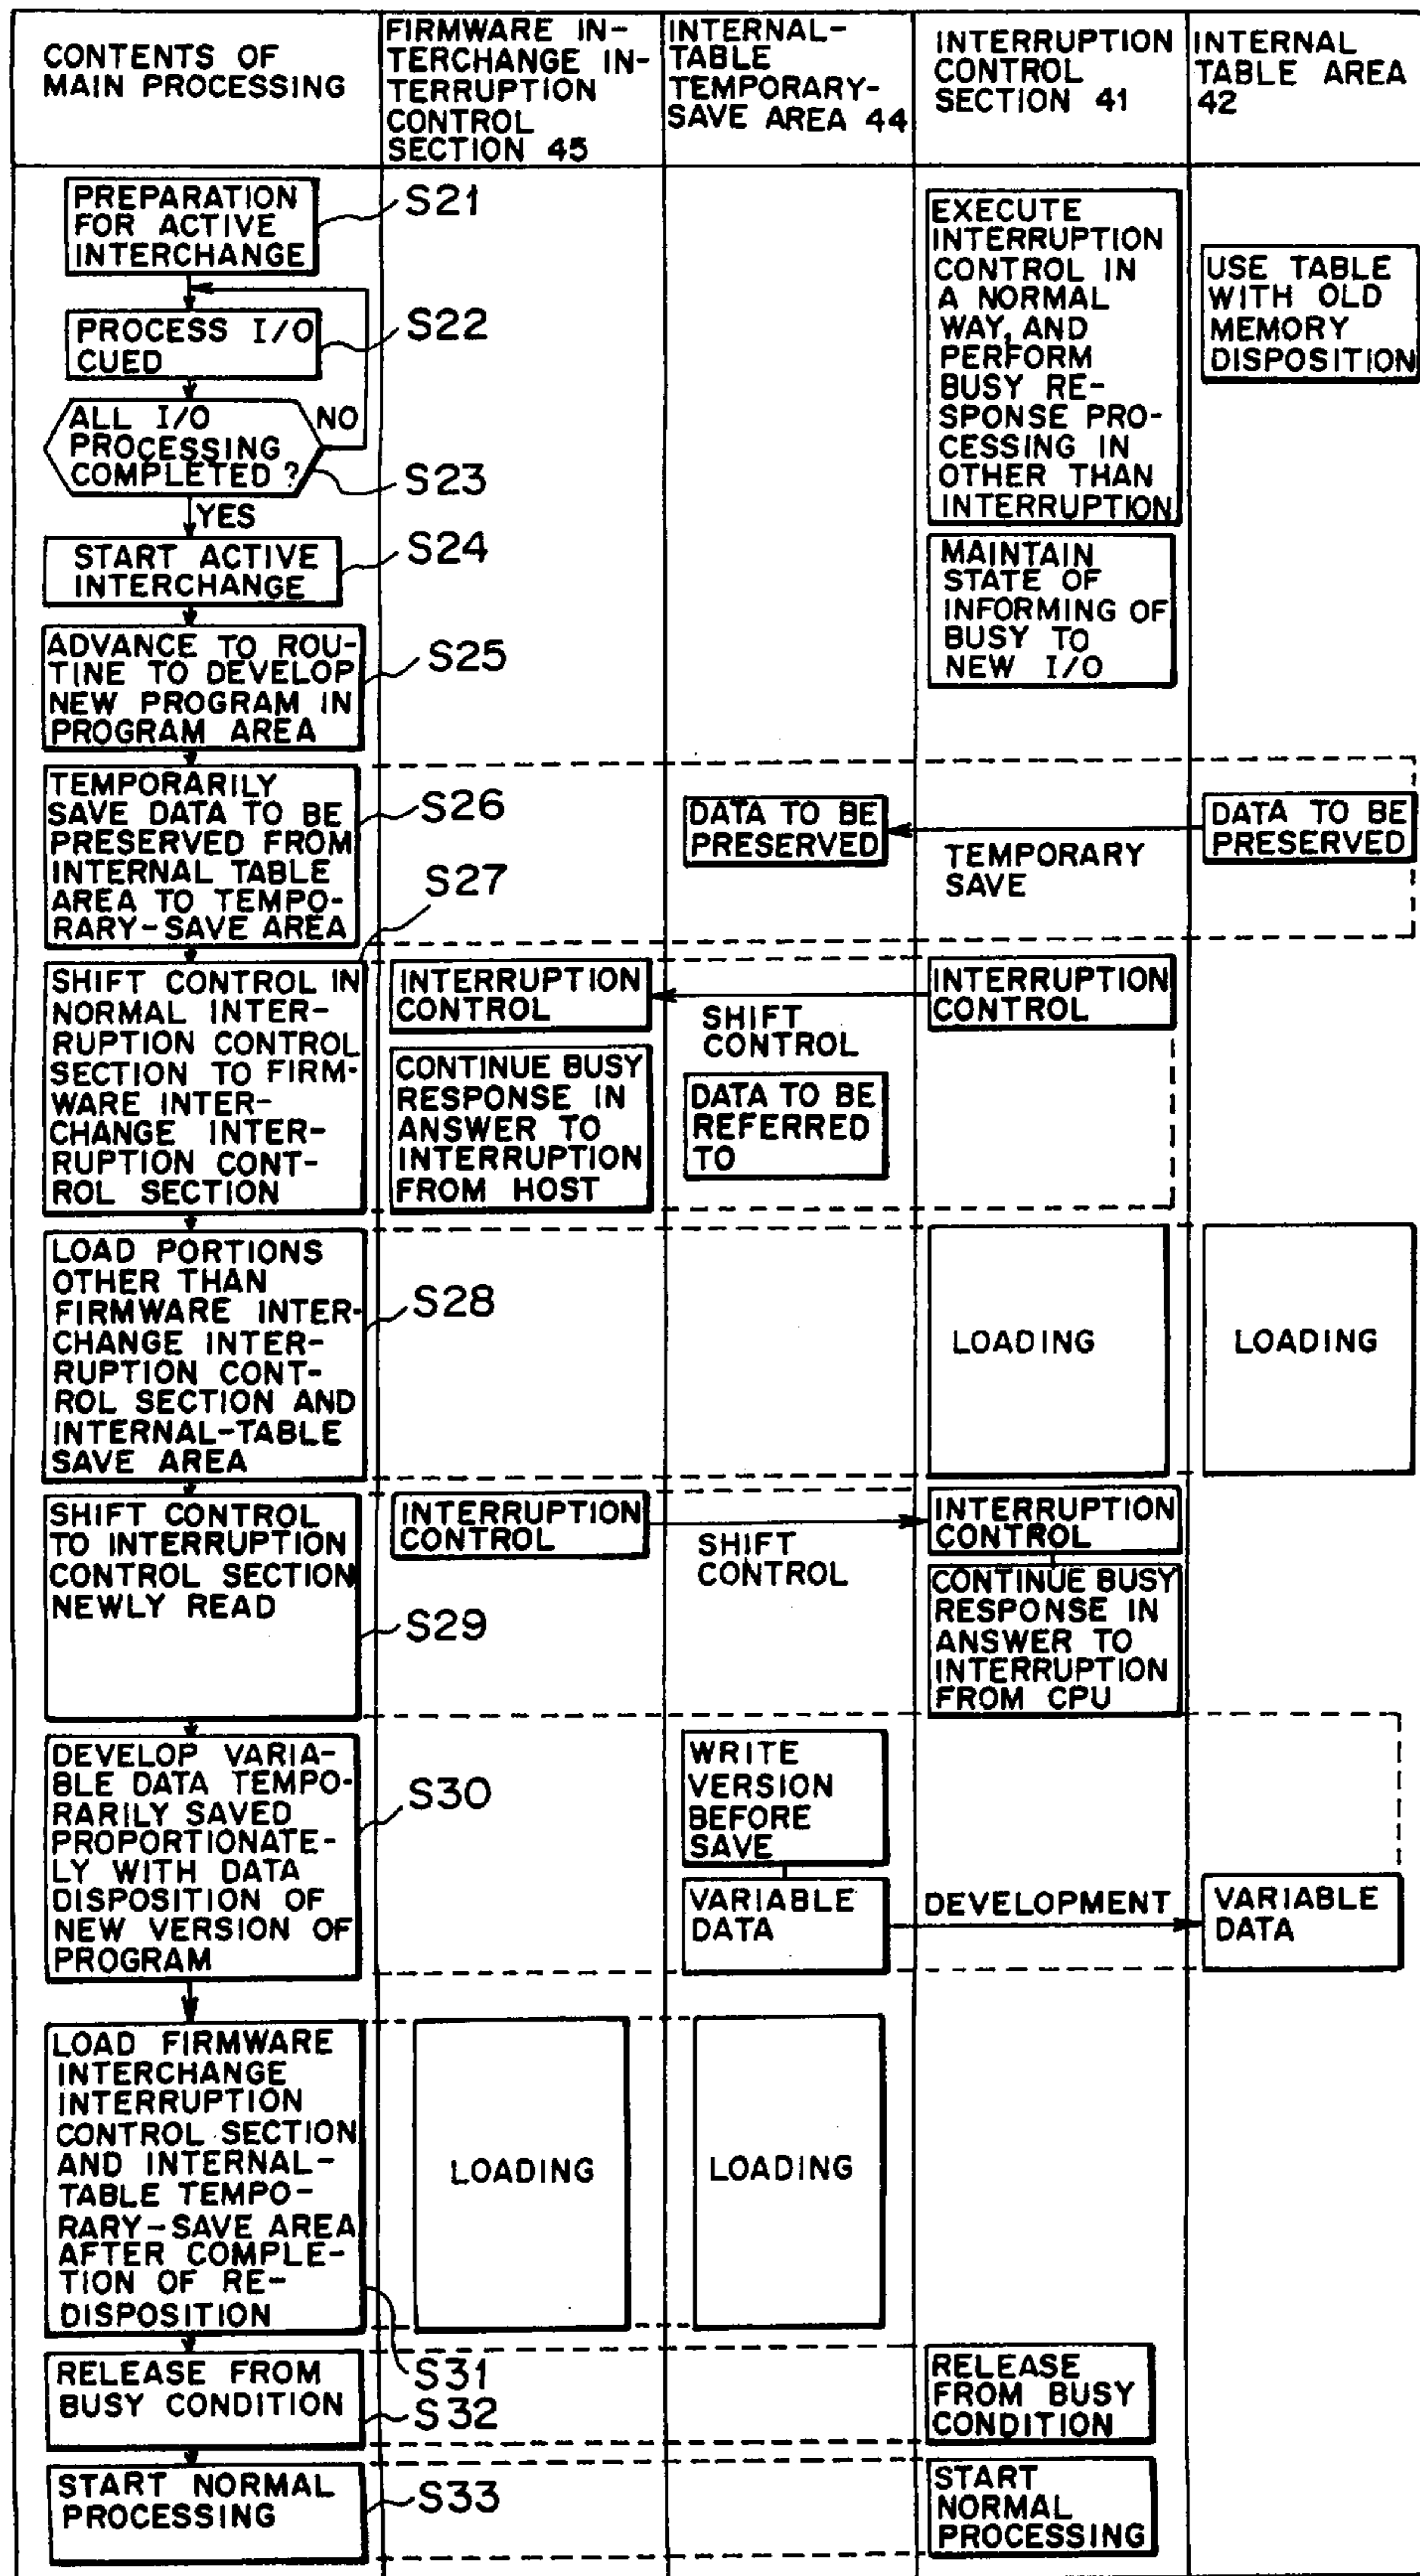 CONTENTS OF
MAIN PROCESSING
FIRMWARE IN-
TERCHANGE IN-
TERRUPTION
CONTROL
SECTION 45
INTERNAL-
TABLE
TEMPORARY-
SAVE AREA 44
INTERRUPTION
CONTROL
SECTION 41
INTERNAL
TABLE AREA
42
PREPARATION
FOR ACTIVE
INTERCHANGE
S21
PROCESS I/O
CUED
S22
ALL I/O
PROCESSING
COMPLETED ?
NO
S23
YES
START ACTIVE
INTERCHANGE
S24
EXECUTE
INTERRUPTION
CONTROL IN
A NORMAL
WAY, AND
PERFORM
BUSY RE-
SPONSE PRO-
CESSING IN
OTHER THAN
INTERRUPTION
USE TABLE
WITH OLD
MEMORY
DISPOSITION
MAINTAIN
STATE OF
INFORMING OF
BUSY TO
NEW I/O
ADVANCE TO ROU-
TINE TO DEVELOP
NEW PROGRAM IN
PROGRAM AREA
S25
TEMPORARILY
SAVE DATA TO BE
PRESERVED FROM
INTERNAL TABLE
AREA TO TEMPO-
RARY-SAVE AREA
S26
DATA TO BE
PRESERVED
TEMPORARY
SAVE
DATA TO BE
PRESERVED
S27
SHIFT CONTROL IN
NORMAL INTER-
RUPTION CONTROL
SECTION TO FIRM-
WARE INTER-
CHANGE INTER-
RUPTION CONT-
ROL SECTION
INTERRUPTION
CONTROL
SHIFT
CONTROL
INTERRUPTION
CONTROL
CONTINUE BUSY
RESPONSE IN
ANSWER TO
INTERRUPTION
FROM HOST
DATA TO BE
REFERRED
TO
LOAD PORTIONS
OTHER THAN
FIRMWARE INTER-
CHANGE INTER-
RUPTION CONT-
ROL SECTION AND
INTERNAL-TABLE
SAVE AREA
S28
LOADING
LOADING
SHIFT CONTROL
TO INTERRUPTION
CONTROL SECTION
NEWLY READ
S29
INTERRUPTION
CONTROL
SHIFT
CONTROL
INTERRUPTION
CONTROL
CONTINUE BUSY
RESPONSE IN
ANSWER TO
INTERRUPTION
FROM CPU
DEVELOP VARIA-
BLE DATA TEMPO-
RARILY SAVED
PROPORTIONATE-
LY WITH DATA
DISPOSITION OF
NEW VERSION OF
PROGRAM
S30
WRITE
VERSION
BEFORE
SAVE
VARIABLE
DATA
DEVELOPMENT
VARIABLE
DATA
LOAD FIRMWARE
INTERCHANGE
INTERRUPTION
CONTROL SECTION
AND INTERNAL-
TABLE TEMPO-
RARY-SAVE AREA
AFTER COMPLE-
TION OF RE-
DISPOSITION
S31
LOADING
LOADING
RELEASE FROM
BUSY CONDITION
S32
RELEASE
FROM BUSY
CONDITION
START NORMAL
PROCESSING
S33
START
NORMAL
PROCESSING